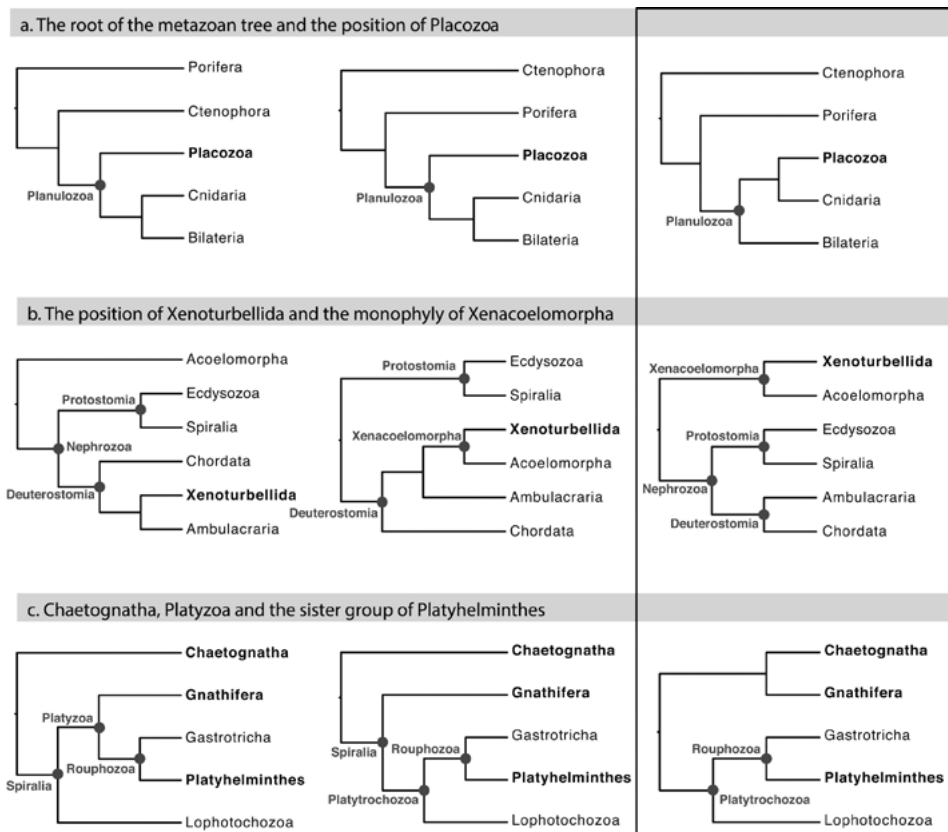 a. The root of the metazoan tree and the position of Placozoa
Porifera
Ctenophora
Placozoa
Planulozoa
Cnidaria
Bilateria
Ctenophora
Porifera
Placozoa
Planulozoa
Cnidaria
Bilateria
Ctenophora
Porifera
Placozoa
Cnidaria
Planulozoa
Bilateria
b. The position of Xenoturbellida and the monophyly of Xenacoelomorpha
Acoelomorpha
Ecdysozoa
Protostomia
Spiralia
Nephrozoa
Chordata
Deuterostomia
Xenoturbellida
Ambulacraria
Ecdysozoa
Protostomia
Spiralia
Xenoturbellida
Xenacoelomorpha
Acoelomorpha
Ambulacraria
Deuterostomia
Chordata
Xenoturbellida
Xenacoelomorpha
Acoelomorpha
Ecdysozoa
Protostomia
Spiralia
Nephrozoa
Ambulacraria
Deuterostomia
Chordata
c. Chaetognatha, Platyzoa and the sister group of Platyhelminthes
Chaetognatha
Gnathifera
Platyzoa
Gastrotricha
Rouphozoa
Platyhelminthes
Spiralia
Lophotochozoa
Chaetognatha
Gnathifera
Gastrotricha
Spiralia
Rouphozoa
Platyhelminthes
Platytrochozoa
Lophotochozoa
Chaetognatha
Gnathifera
Gastrotricha
Rouphozoa
Platyhelminthes
Platytrochozoa
Lophotochozoa